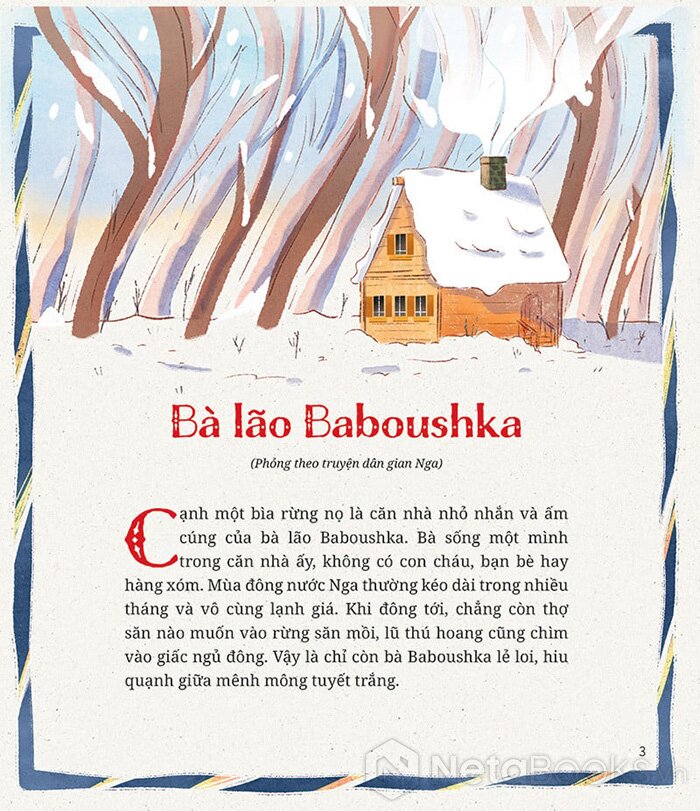 Bà lão Baboushka
(Phỏng theo truyện dân gian Nga)
Cạnh một bìa rừng nọ là căn nhà nhỏ nhắn và ấm
cúng của bà lão Baboushka. Bà sống một mình
trong căn nhà ấy, không có con cháu, bạn bè hay
hàng xóm. Mùa đông nước Nga thường kéo dài trong nhiều
tháng và vô cùng lạnh giá. Khi đông tới, chẳng còn thợ
săn nào muốn vào rừng săn mồi, lũ thú hoang cũng chìm
vào giấc ngủ đông. Vậy là chỉ còn bà Baboushka lẻ loi, hiu
quạnh giữa mênh mông tuyết trắng.
3
NetaBooks.vn